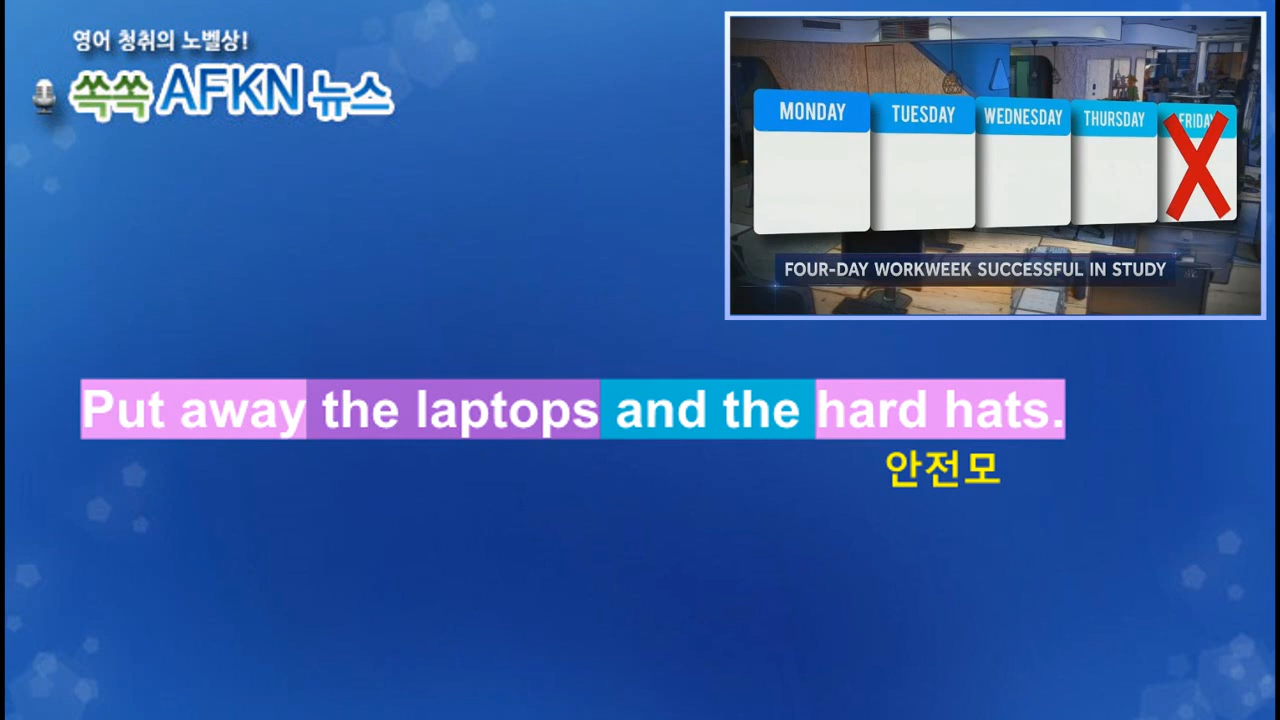 영어 청취의 노벨상!
쏙쏙 AFKN 뉴스
MONDAY
TUESDAY
WEDNESDAY
THURSDAY
FRIDAY
FOUR-DAY WORKWEEK SUCCESSFUL IN STUDY
Put away the laptops and the hard hats.
안전모